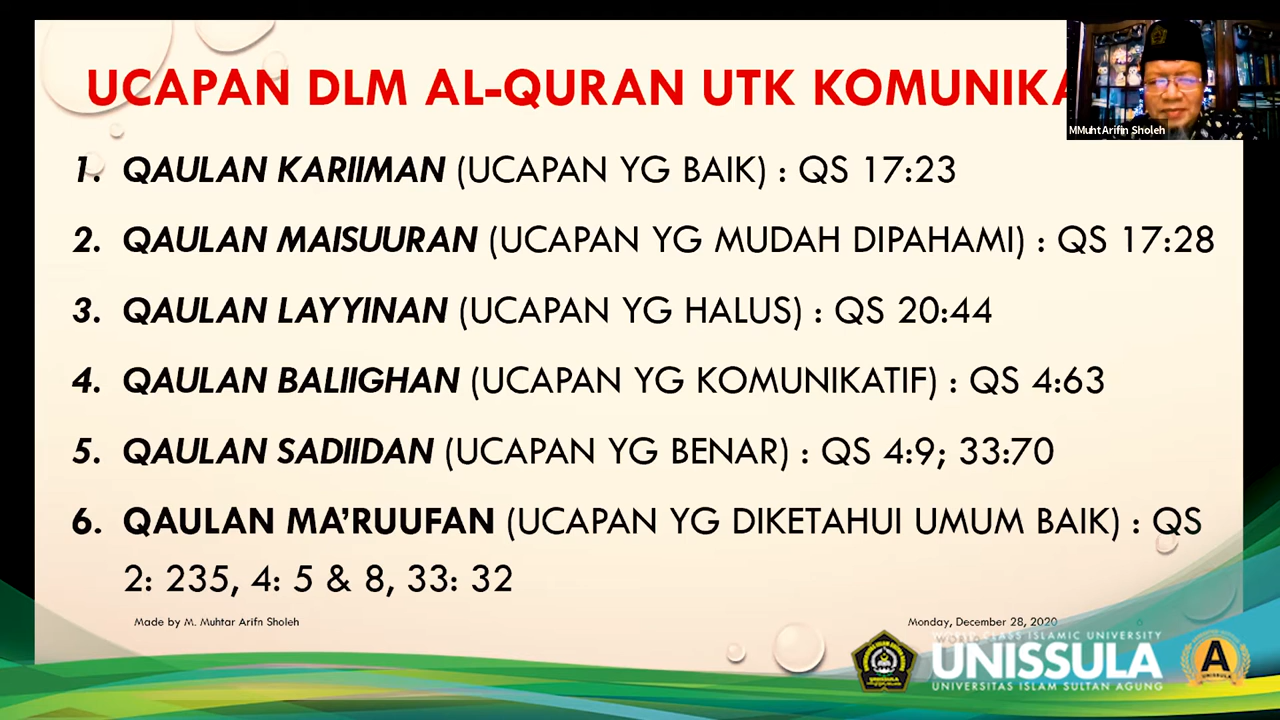 UCAPAN DLM AL-QURAN UTK KOMUNIKA
MMuhtArifin Sholeh
1. QAULAN KARIIMAN (UCAPAN YG BAIK) : QS 17:23
2. QAULAN MAISUURAN (UCAPAN YG MUDAH DIPAHAMI) : QS 17:28
3. QAULAN LAYYINAN (UCAPAN YG HALUS) : QS 20:44
4. QAULAN BALIIGHAN (UCAPAN YG KOMUNIKATIF) : QS 4:63
5. QAULAN SADIIDAN (UCAPAN YG BENAR) : QS 4:9; 33:70
6. QAULAN MA’RUUFAN (UCAPAN YG DIKETAHUI UMUM BAIK) : QS
2: 235, 4: 5 & 8, 33: 32
Made by M. Muhtar Arifn Sholeh
Monday, December 28, 2020
6
WORLD CLASS ISLAMIC UNIVERSITY
UNISSULA
UNIVERSITAS ISLAM SULTAN AGUNG
A
UNISSULA